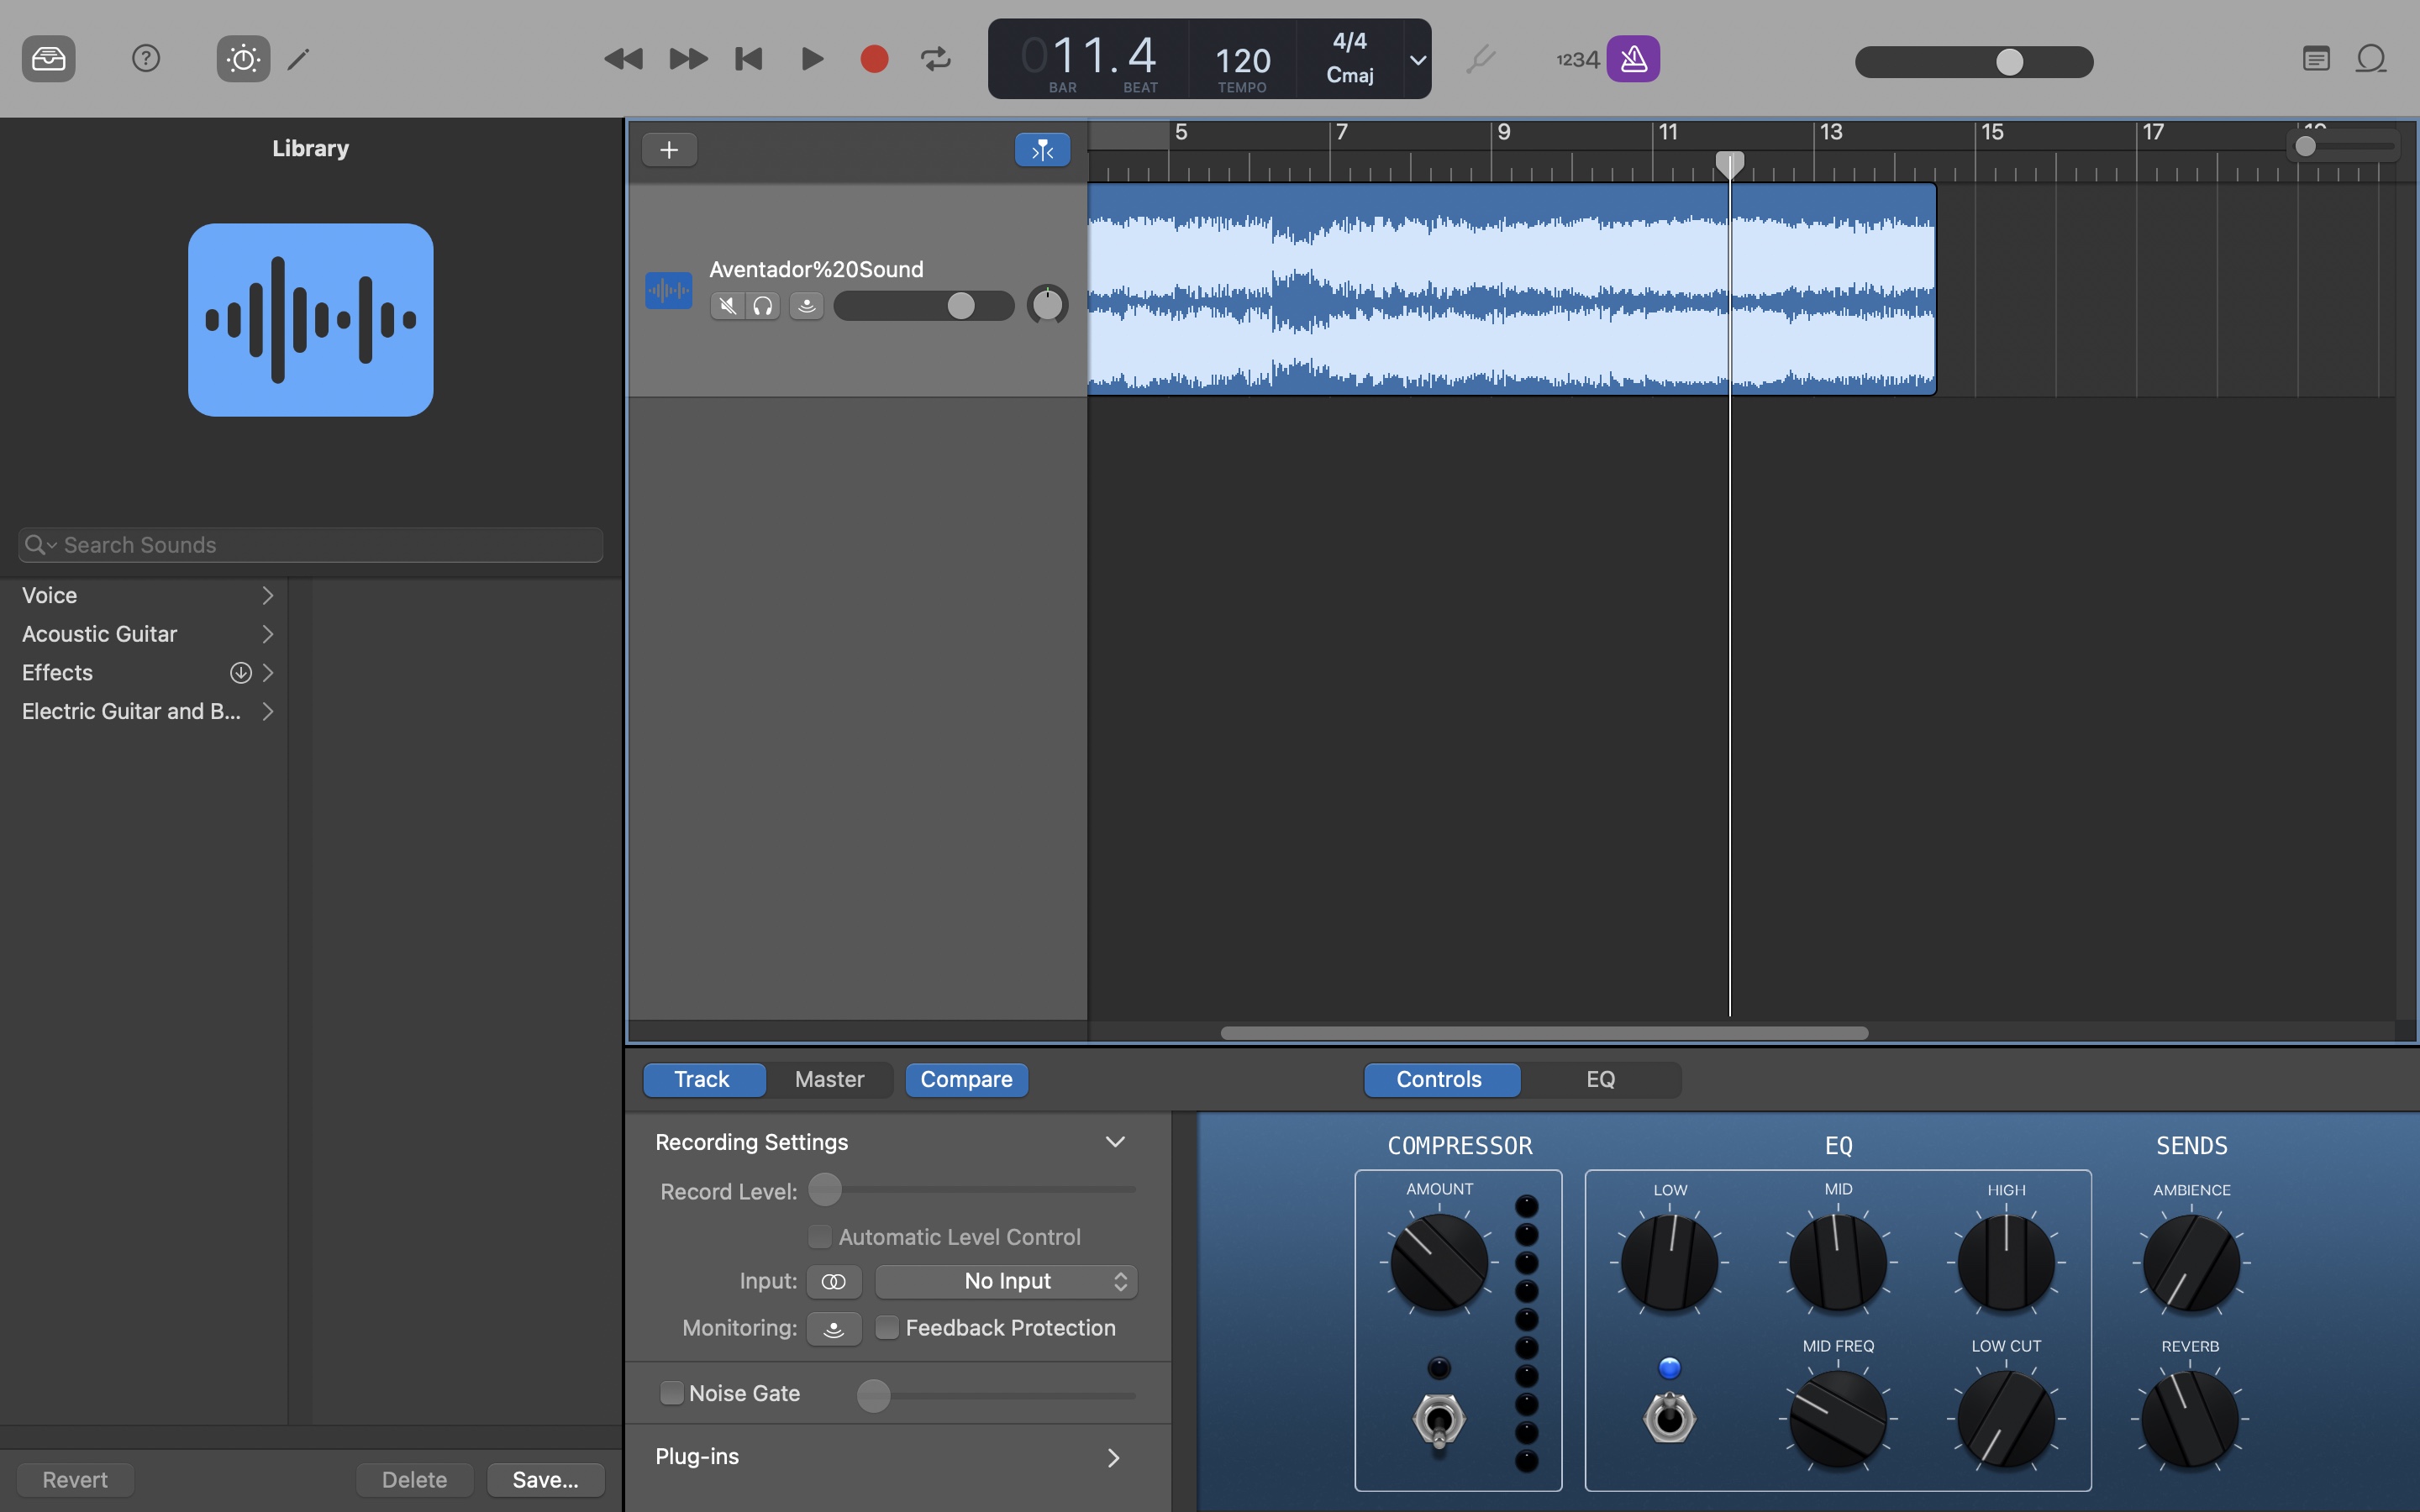 011.4
BAR
BEAT
120
TEMPO
4/4
Cmaj
1234
Library
Search Sounds
Voice
Acoustic Guitar
Effects
Electric Guitar and B...
Revert
Delete
Save...
5
7
9
11
13
15
17
Aventador%20Sound
Track
Master
Compare
Controls
EQ
Recording Settings
Record Level:
Automatic Level Control
Input:
No Input
Monitoring:
Feedback Protection
Noise Gate
Plug-ins
COMPRESSOR
AMOUNT
EQ
LOW
MID
HIGH
MID FREQ
LOW CUT
SENDS
AMBIENCE
REVERB